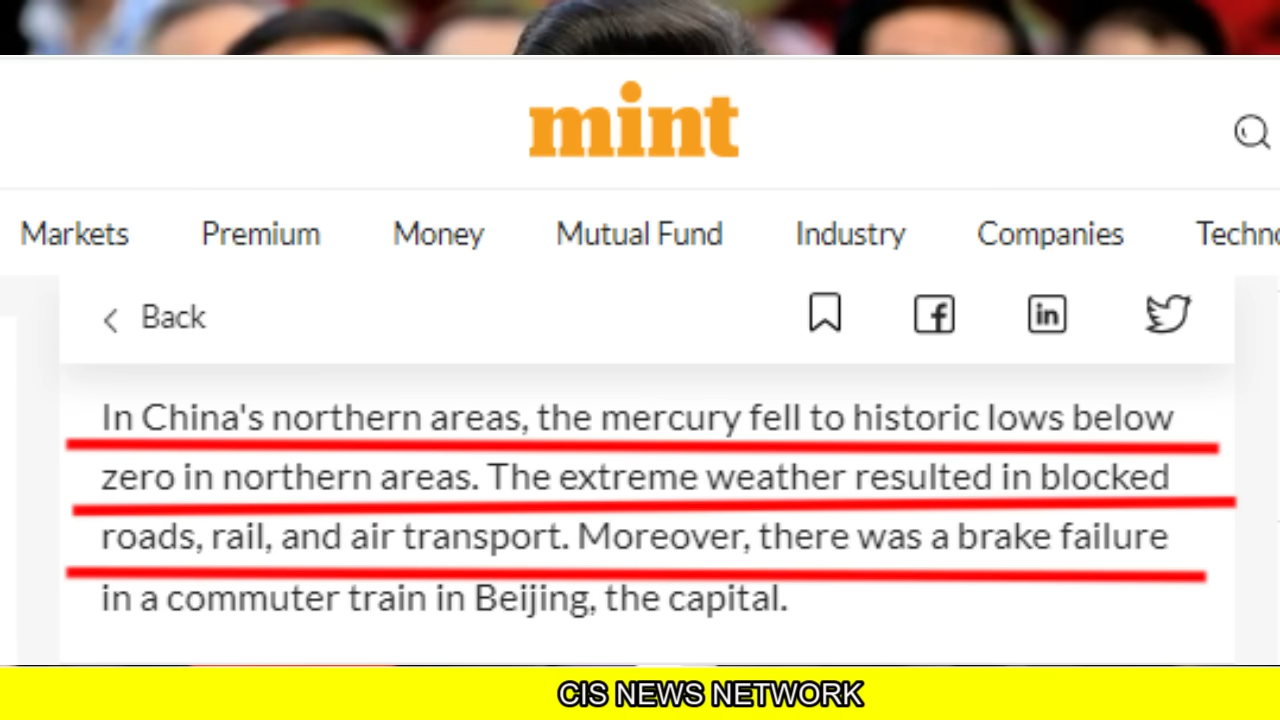 mint
Markets Premium Money Mutual Fund Industry Companies
Back
In China's northern areas, the mercury fell to historic lows below
zero in northern areas. The extreme weather resulted in blocked
roads, rail, and air transport. Moreover, there was a brake failure
in a commuter train in Beijing, the capital.
CIS NEWS NETWORK